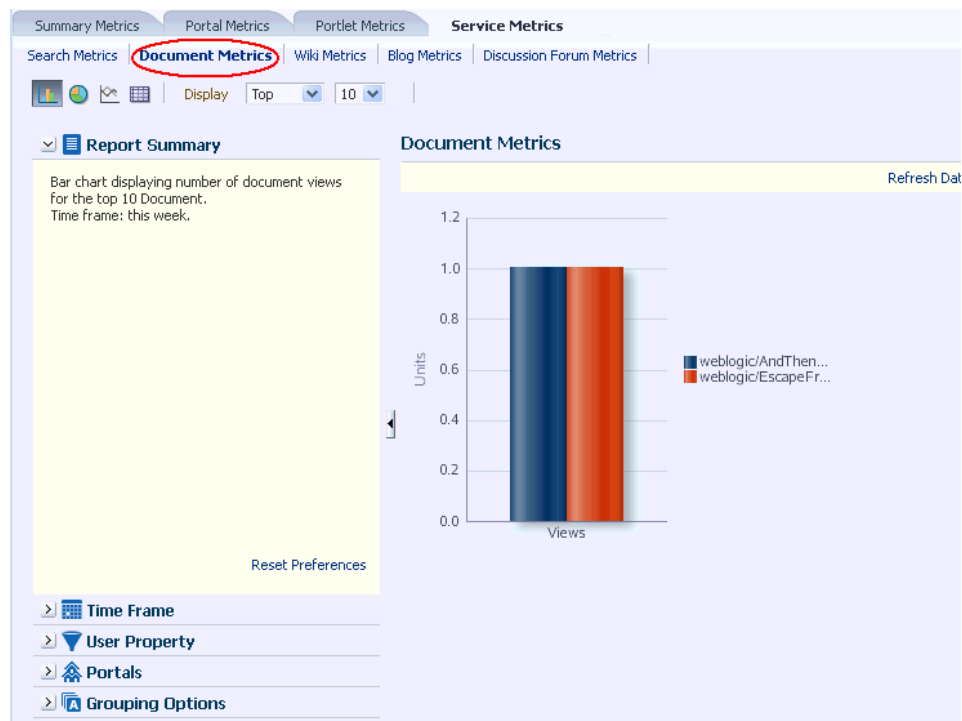 Summary Metrics Portal Metrics Portlet Metrics Service Metrics
Search Metrics Document Metrics Wiki Metrics Blog Metrics Discussion Forum Metrics
Display Top 10
Report Summary
Bar chart displaying number of document views
for the top 10 Document.
Time frame: this week.
Reset Preferences
Time Frame
User Property
Portals
Grouping Options
Document Metrics
Refresh Dat
1.2
1.0
0.8
0.6
0.4
0.2
0.0
Units
Views
weblogic/AndThen...
weblogic/EscapeFr...